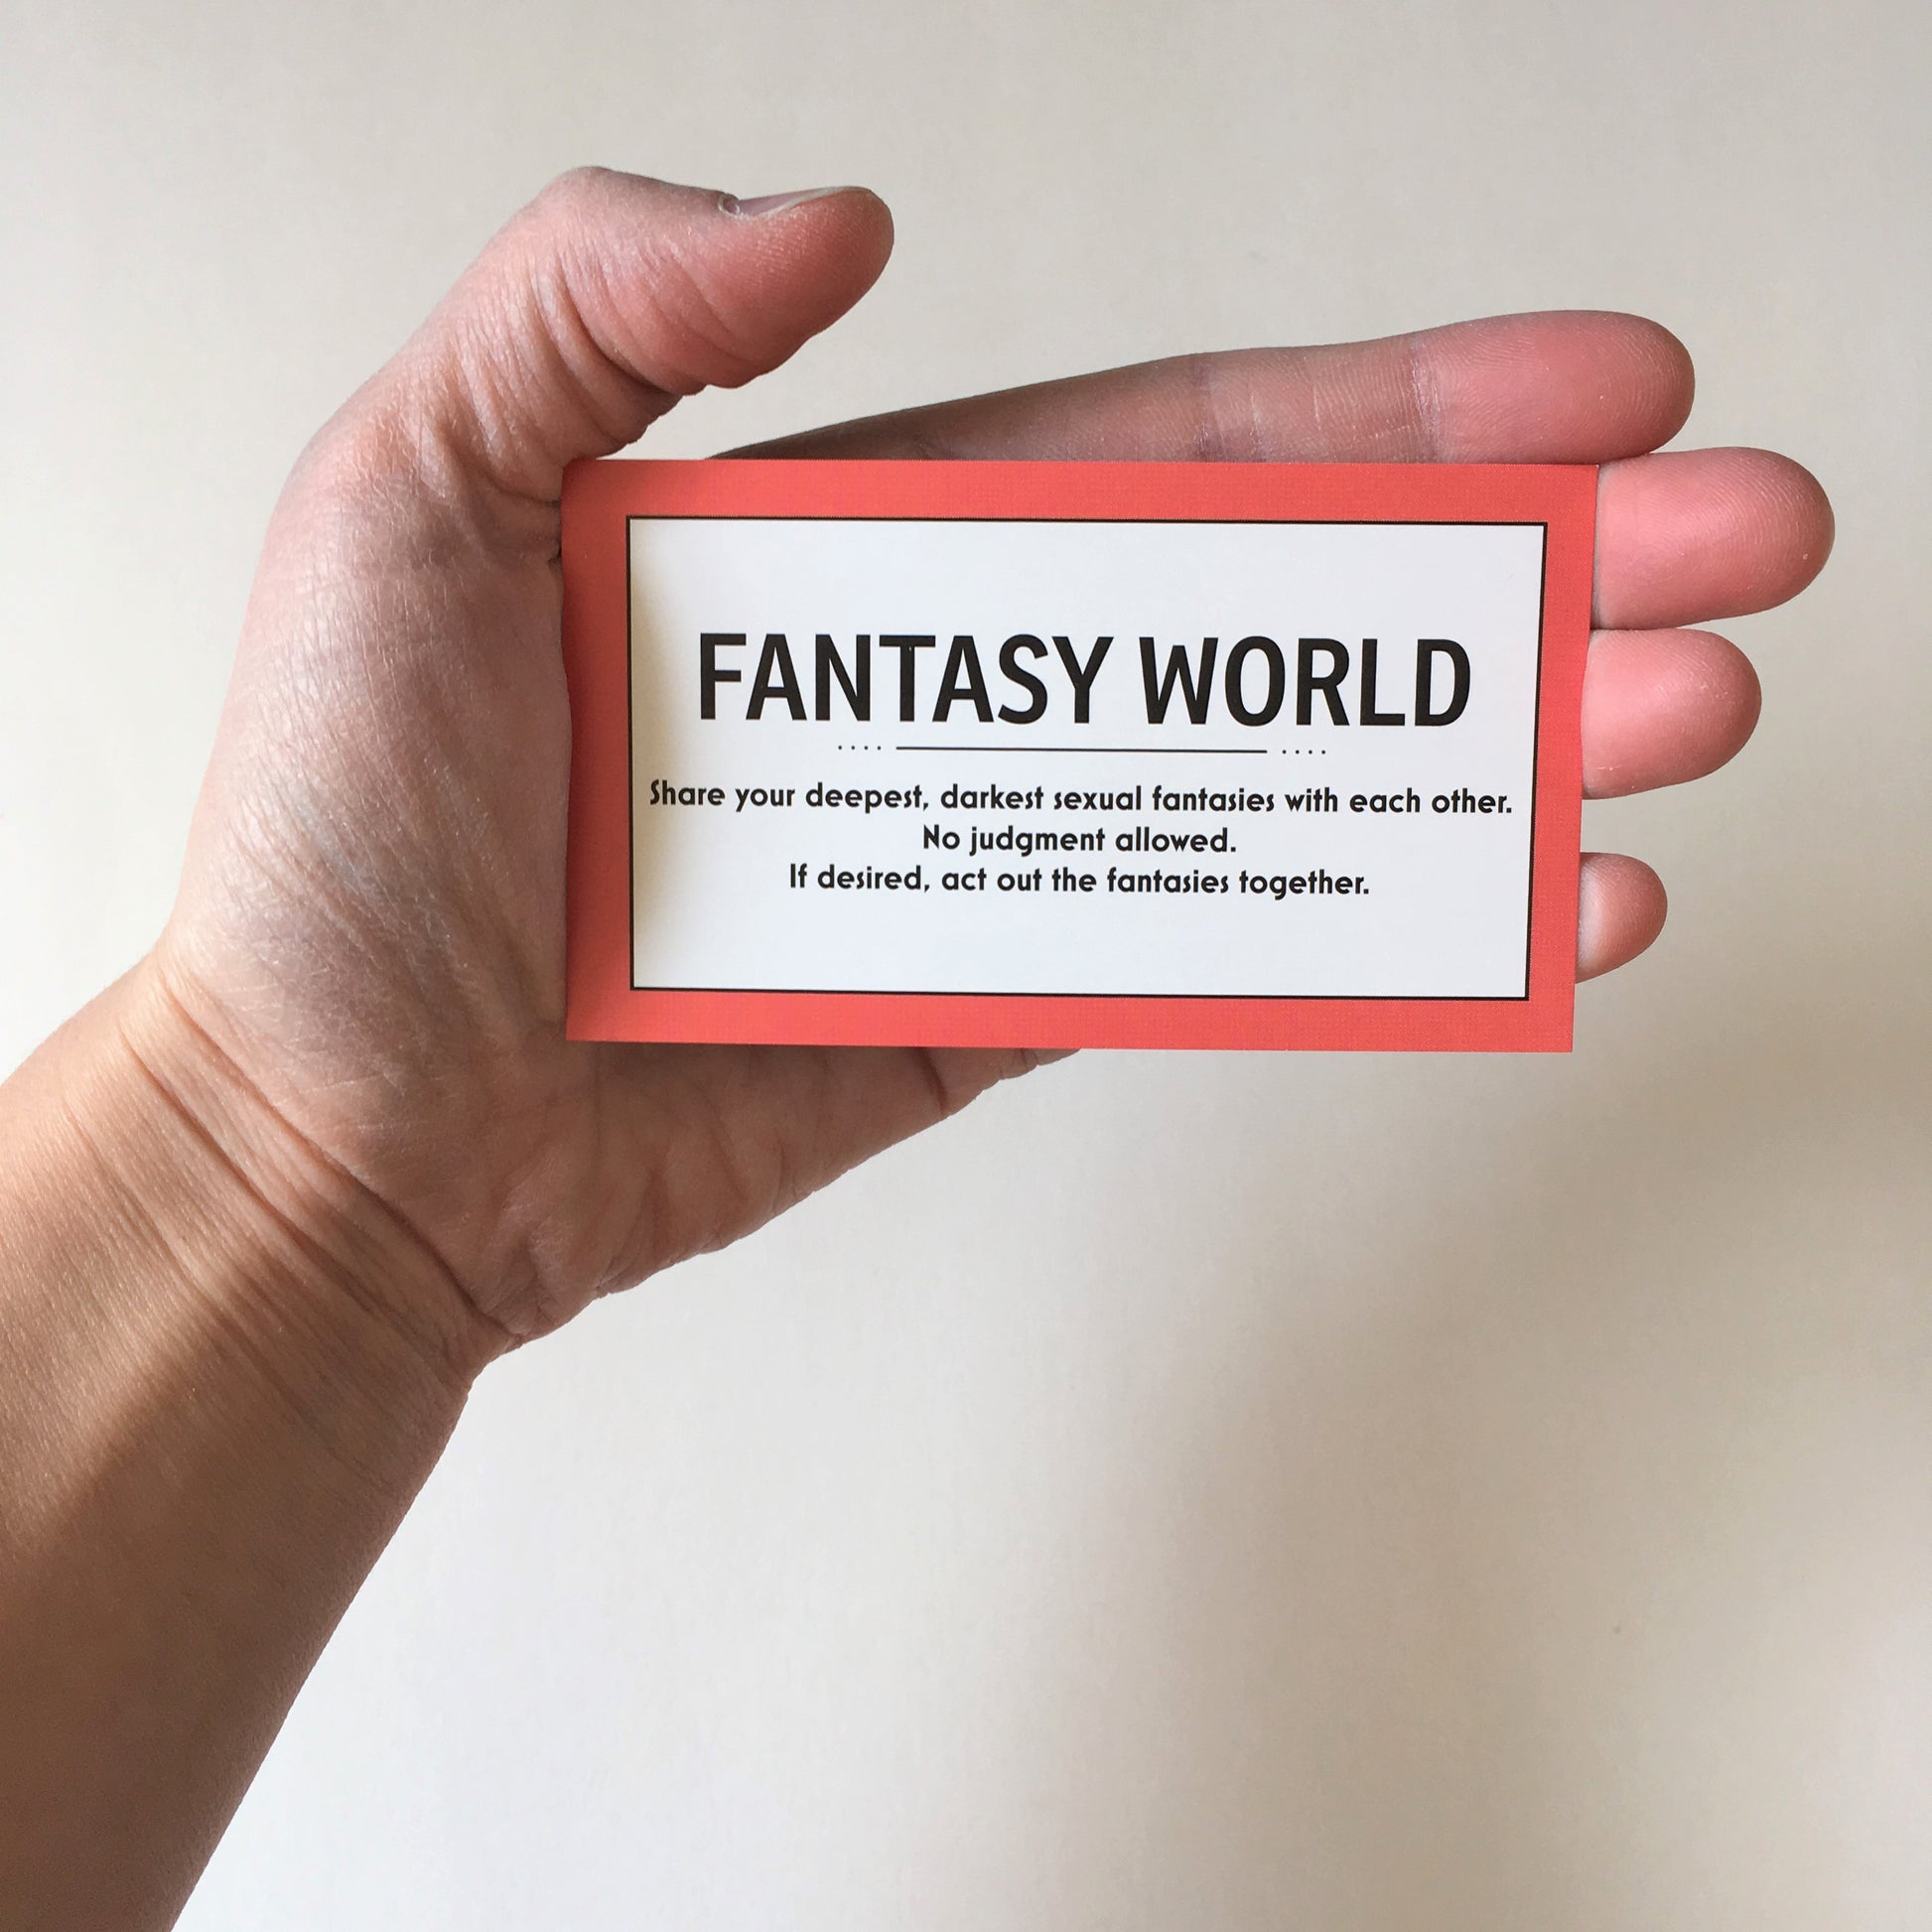 FANTASY WORLD
Share your deepest, darkest sexual fantasies with each other.
No judgment allowed.
If desired, act out the fantasies together.